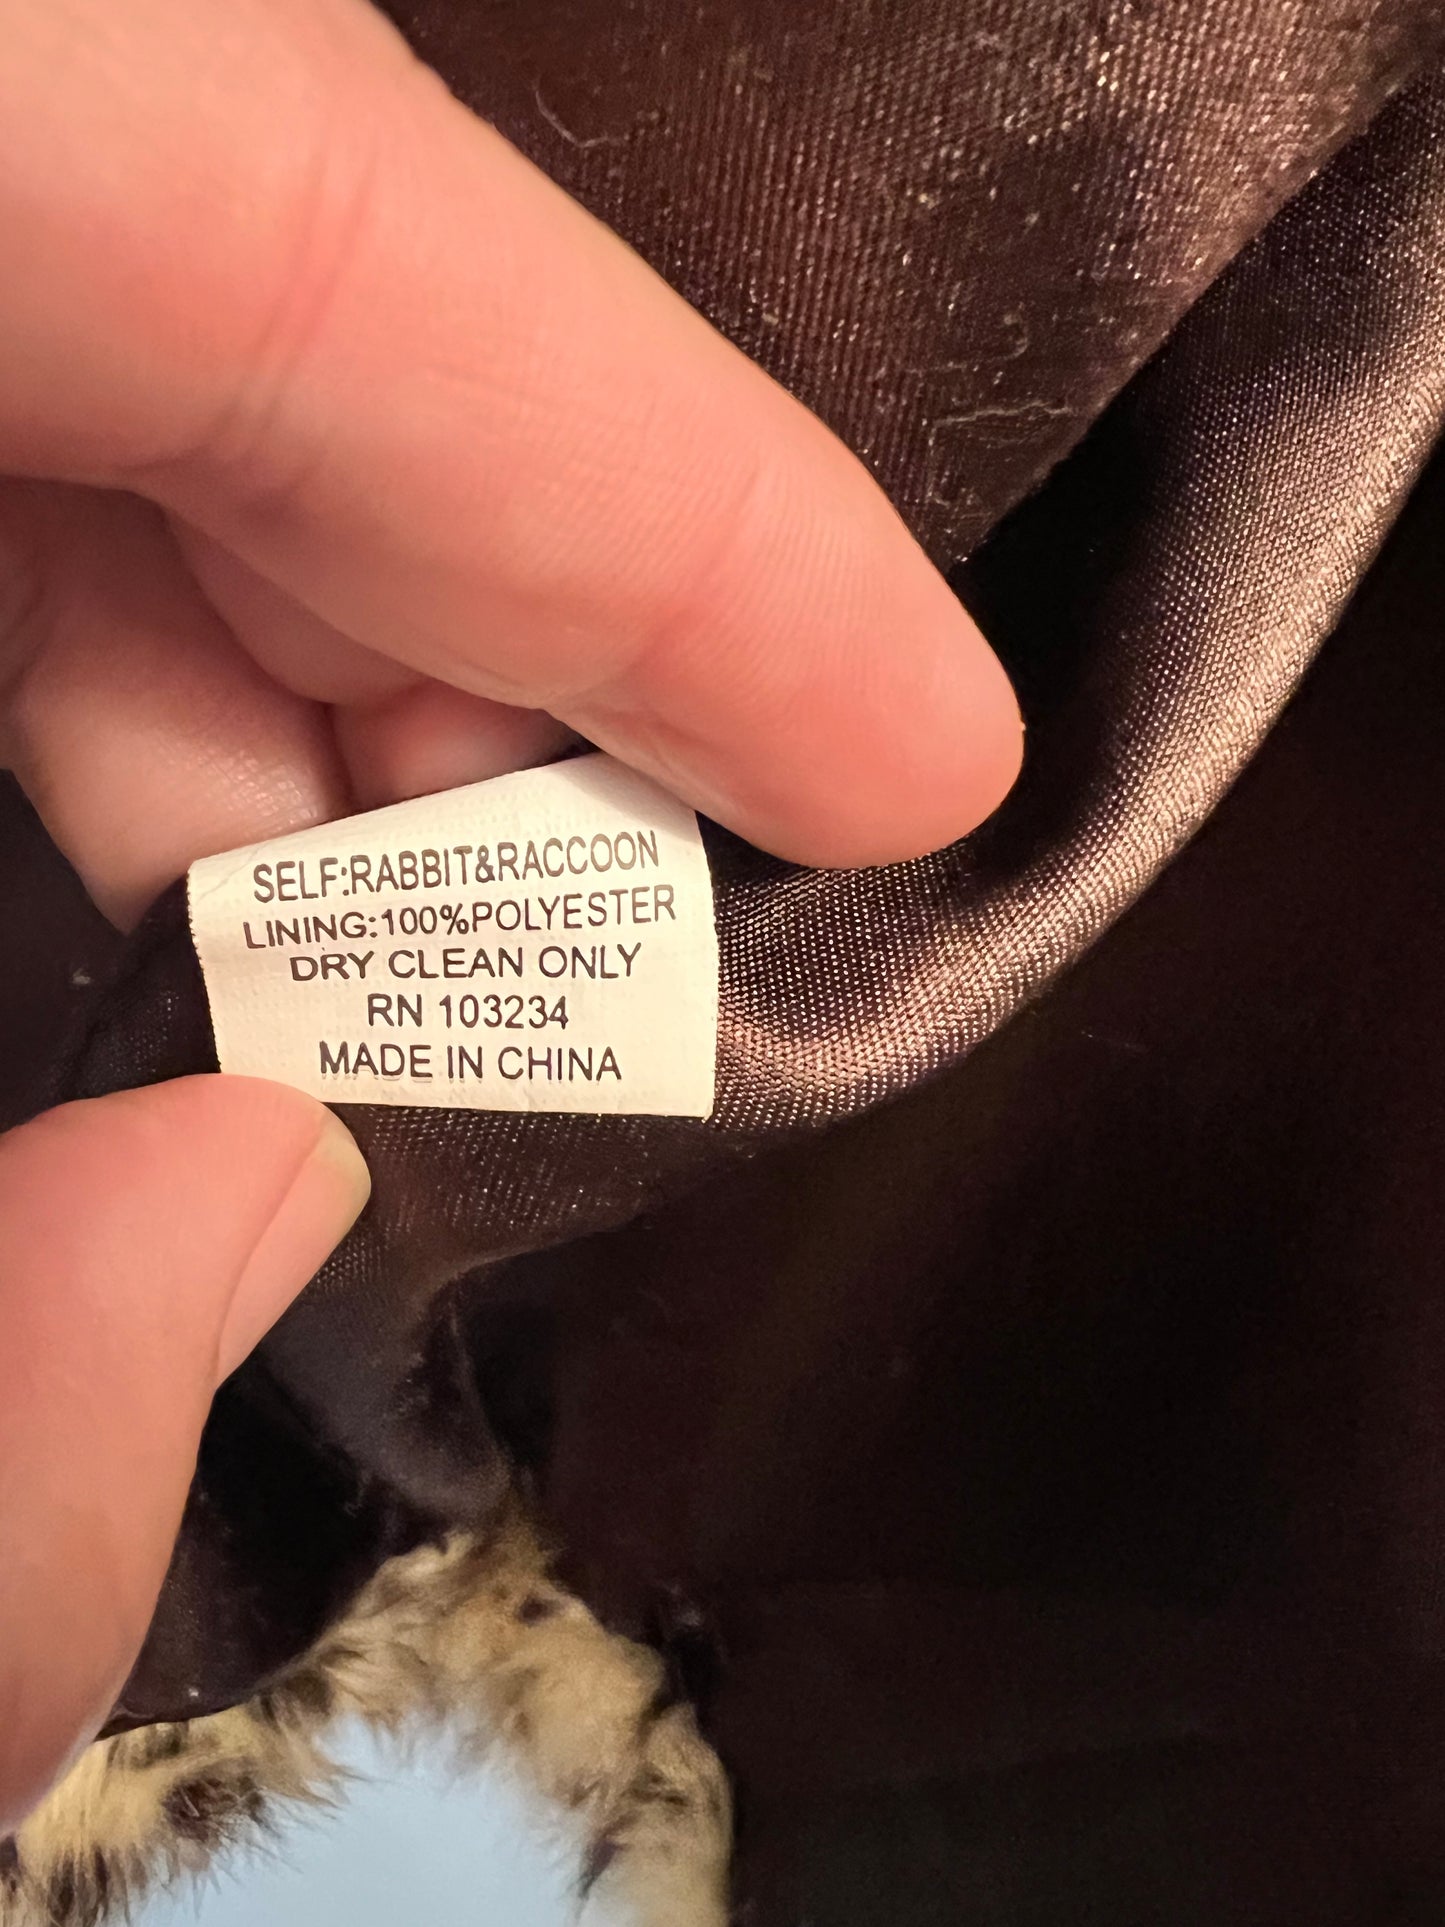 SELF:RABBIT&RACCOON
LINING:100%POLYESTER
DRY CLEAN ONLY
RN 103234
MADE IN CHINA